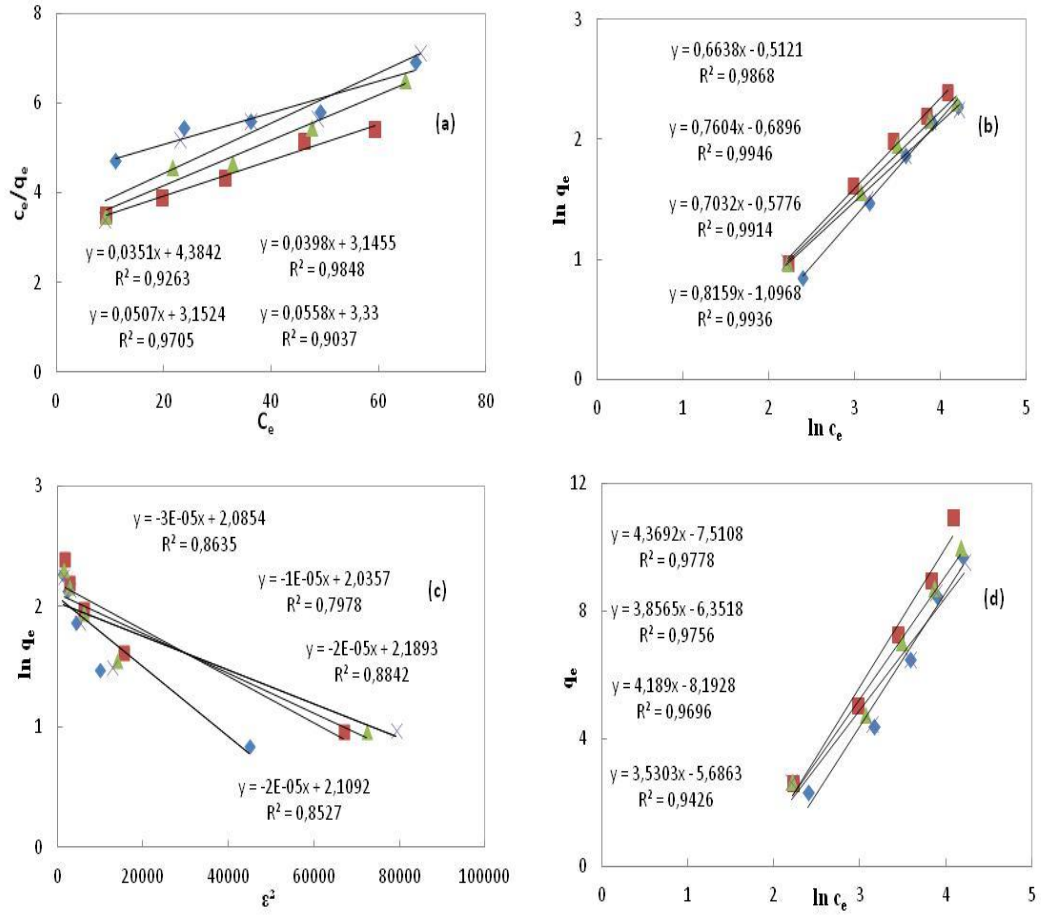 8
6
4
2
0
0 20 40 60 80
cₑ/qₑ
Cₑ
(a)
y = 0,0351x + 4,3842
R² = 0,9263
y = 0,0398x + 3,1455
R² = 0,9848
y = 0,0507x + 3,1524
R² = 0,9705
y = 0,0558x + 3,33
R² = 0,9037
3
2
1
0
0 1 2 3 4 5
ln qₑ
ln cₑ
(b)
y = 0,6638x - 0,5121
R² = 0,9868
y = 0,7604x - 0,6896
R² = 0,9946
y = 0,7032x - 0,5776
R² = 0,9914
y = 0,8159x - 1,0968
R² = 0,9936
3
2
1
0
0 20000 40000 60000 80000 100000
ln qₑ
ε²
(c)
y = -3E-05x + 2,0854
R² = 0,8635
y = -1E-05x + 2,0357
R² = 0,7978
y = -2E-05x + 2,1893
R² = 0,8842
y = -2E-05x + 2,1092
R² = 0,8527
12
8
4
0
0 1 2 3 4 5
qₑ
ln cₑ
(d)
y = 4,3692x - 7,5108
R² = 0,9778
y = 3,8565x - 6,3518
R² = 0,9756
y = 4,189x - 8,1928
R² = 0,9696
y = 3,5303x - 5,6863
R² = 0,9426